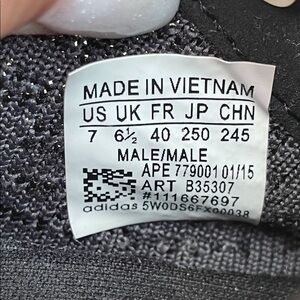 MADE IN VIETNAM
US UK FR JP CHN
7 6½ 40 250 245
MALE/MALE
APE 779001 01/15
ART B35307
#111667697
adidas 5W0DS6FX00038